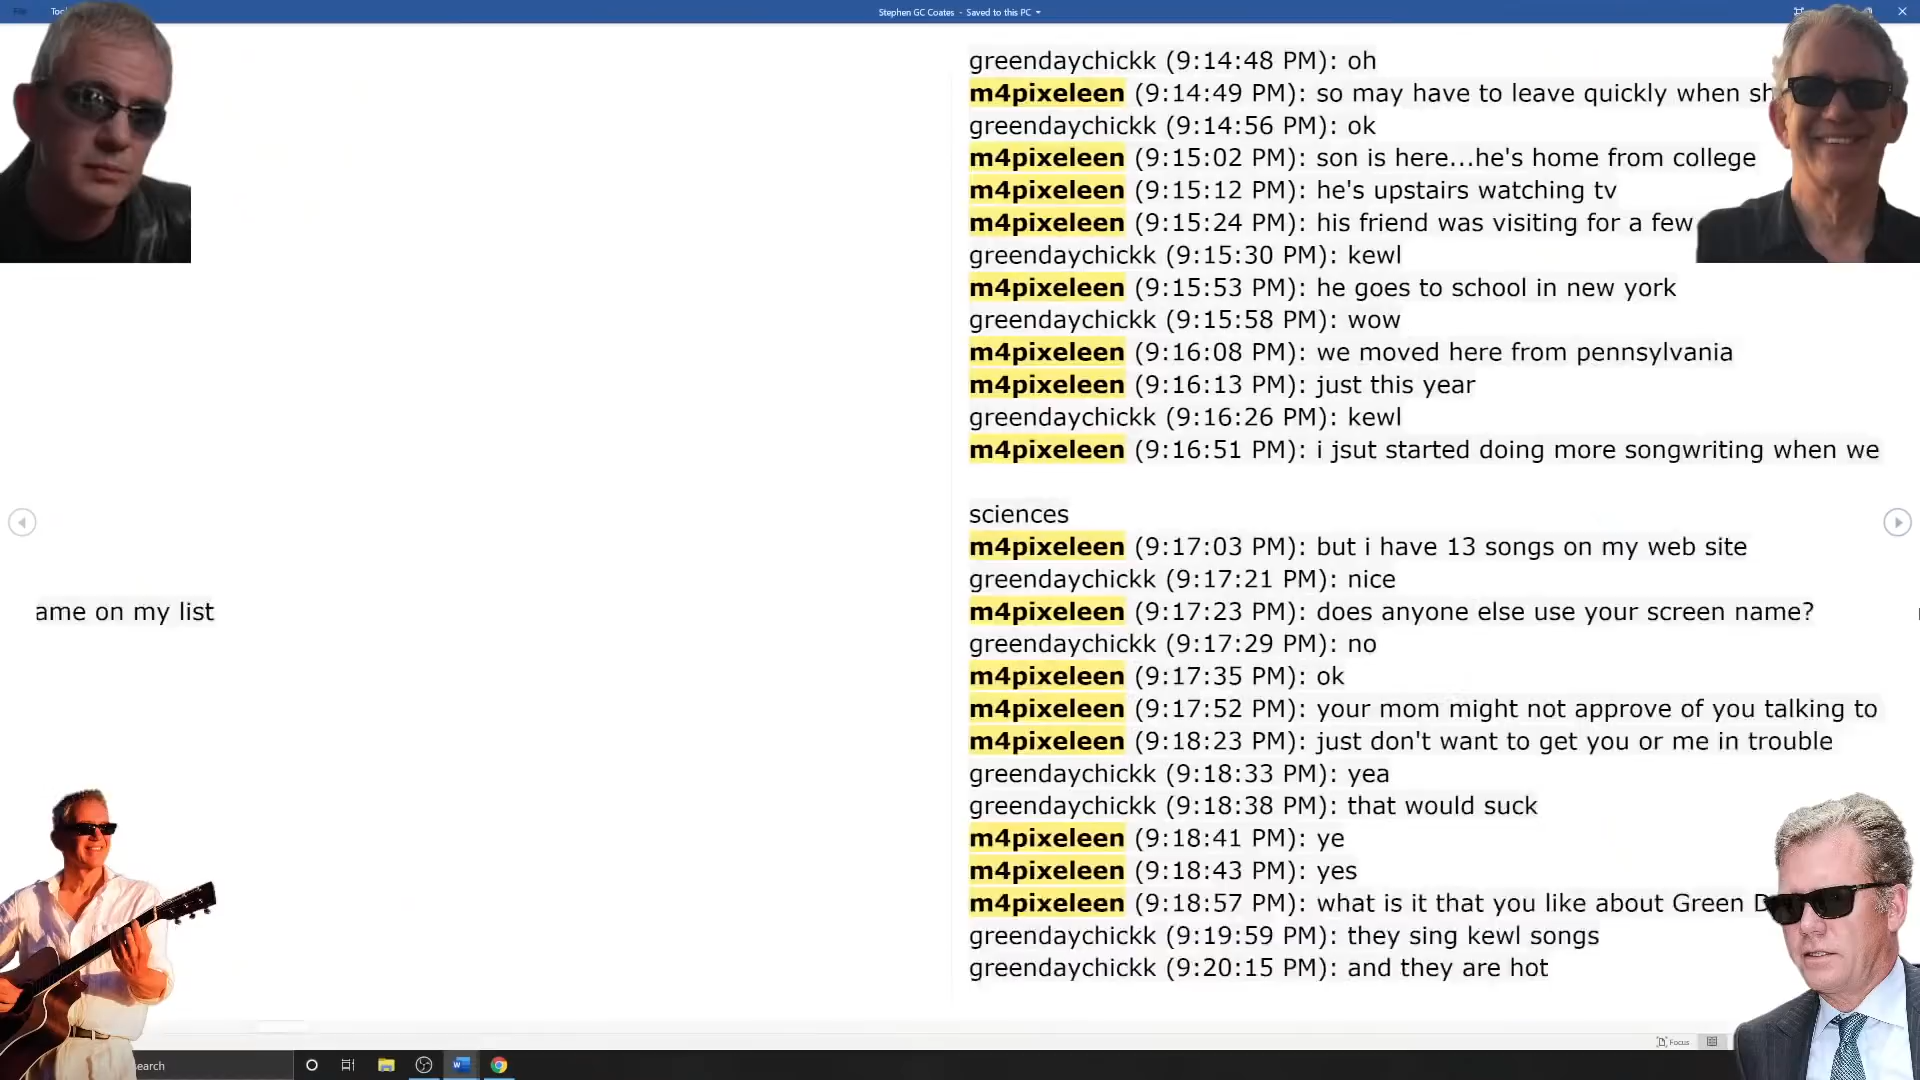 File
Stephen GC Coates - Saved to this PC
greendaychickk (9:14:48 PM): oh
m4pixeleen (9:14:49 PM): so may have to leave quickly when sh
greendaychickk (9:14:56 PM): ok
m4pixeleen (9:15:02 PM): son is here...he's home from college
m4pixeleen (9:15:12 PM): he's upstairs watching tv
m4pixeleen (9:15:24 PM): his friend was visiting for a few
greendaychickk (9:15:30 PM): kewl
m4pixeleen (9:15:53 PM): he goes to school in new york
greendaychickk (9:15:58 PM): wow
m4pixeleen (9:16:08 PM): we moved here from pennsylvania
m4pixeleen (9:16:13 PM): just this year
greendaychickk (9:16:26 PM): kewl
m4pixeleen (9:16:51 PM): i jsut started doing more songwriting when we
sciences
m4pixeleen (9:17:03 PM): but i have 13 songs on my web site
greendaychickk (9:17:21 PM): nice
ame on my list
m4pixeleen (9:17:23 PM): does anyone else use your screen name?
greendaychickk (9:17:29 PM): no
m4pixeleen (9:17:35 PM): ok
m4pixeleen (9:17:52 PM): your mom might not approve of you talking to
m4pixeleen (9:18:23 PM): just don't want to get you or me in trouble
greendaychickk (9:18:33 PM): yea
greendaychickk (9:18:38 PM): that would suck
m4pixeleen (9:18:41 PM): ye
m4pixeleen (9:18:43 PM): yes
m4pixeleen (9:18:57 PM): what is it that you like about Green D
greendaychickk (9:19:59 PM): they sing kewl songs
greendaychickk (9:20:15 PM): and they are hot
Focus
earch